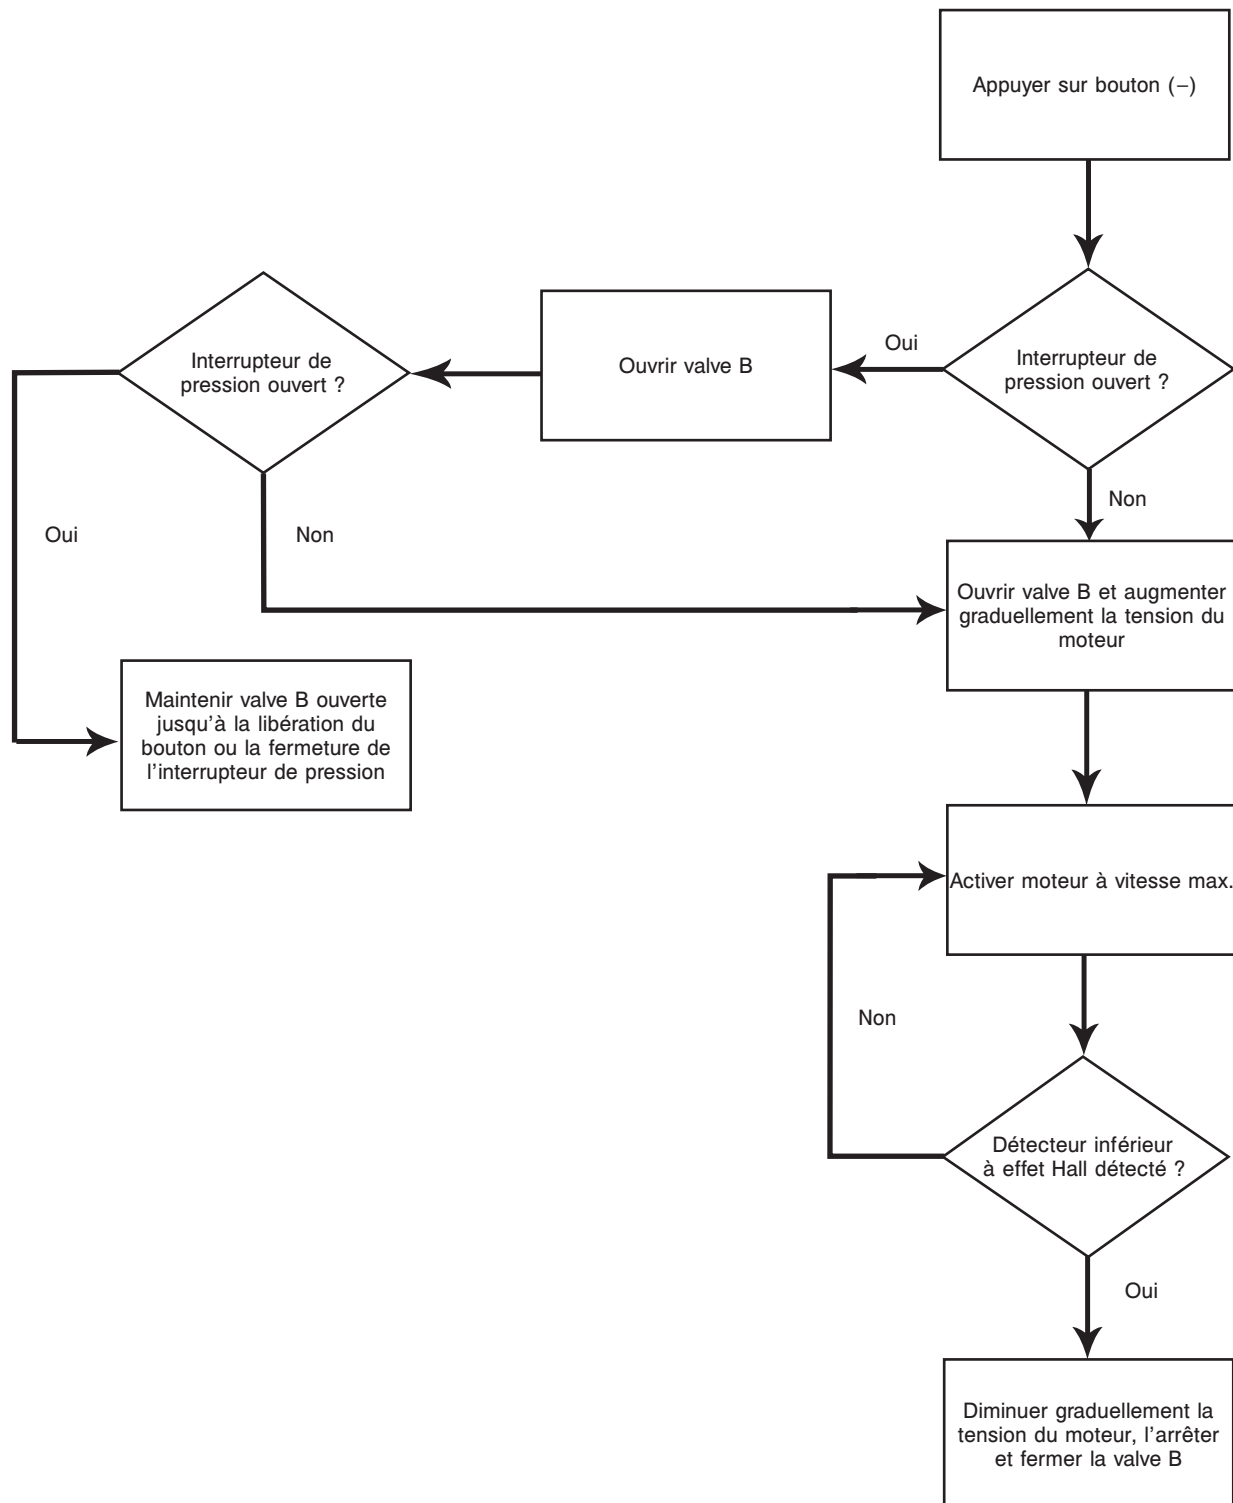 Appuyer sur bouton (–)
Interrupteur de
pression ouvert ?
Oui
Ouvrir valve B
Interrupteur de
pression ouvert ?
Non
Oui
Non
Ouvrir valve B et augmenter
graduellement la tension du
moteur
Maintenir valve B ouverte
jusqu'à la libération du
bouton ou la fermeture de
l'interrupteur de pression
Activer moteur à vitesse max.
Non
Détecteur inférieur
à effet Hall détecté ?
Oui
Diminuer graduellement la
tension du moteur, l'arrêter
et fermer la valve B